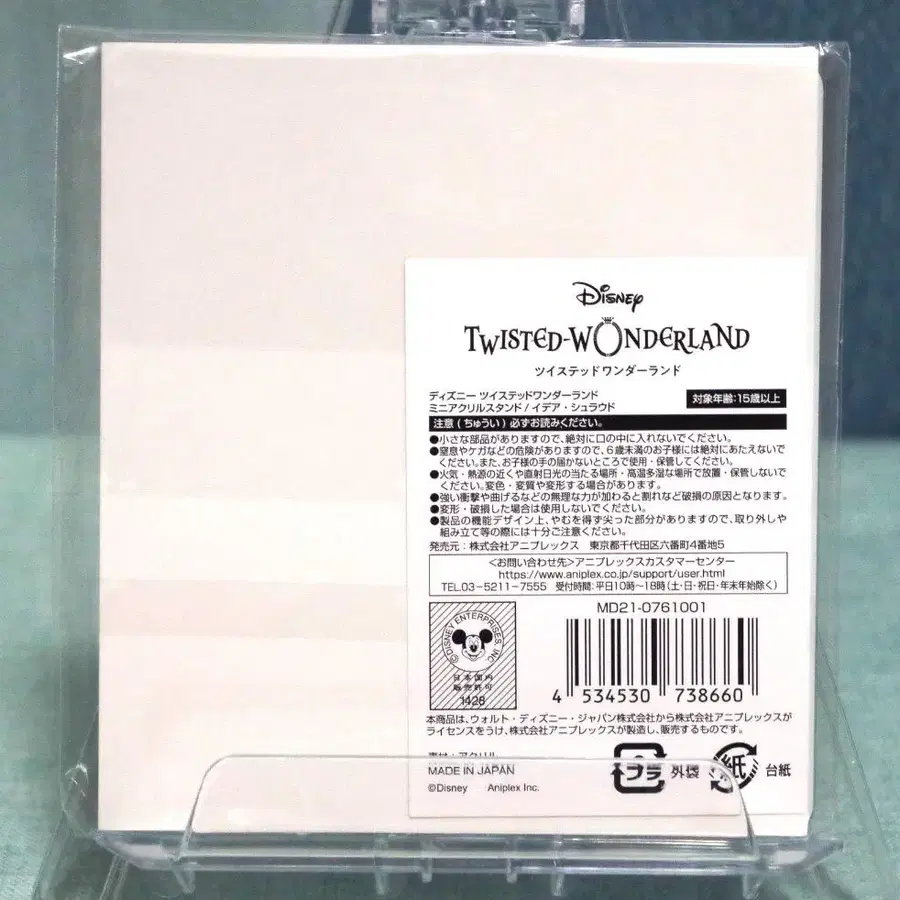 Disney
TWISTED-WONDERLAND
ツイステッドワンダーランド
ディズニー ツイステッドワンダーランド
ミニアクリルスタンド / イデア・シュラウド
対象年齢:15歳以上
注意 ( ちゅうい ) 必ずお読みください。
●小さな部品がありますので、絶対に口の中に入れないでください。
●窒息やケガなどの危険がありますので、6歳未満のお子様には絶対にあたえないで
ください。また、お子様の手の届かないところで使用・保管してください。
●火気・熱源の近くや直射日光の当たる場所・高温多湿な場所で放置・保管しないで
ください。変色・変質や変形する場合があります。
●強い衝撃や曲げるなどの無理な力が加わると割れなど破損の原因となります。
●変形・破損した場合は使用しないでください。
●製品の機能デザイン上、やむを得ず尖った部分がありますので、取り外しや
組み立て等の際には十分ご注意ください。
発売元:株式会社アニプレックス 東京都千代田区六番町4番地5
<お問い合わせ先>アニプレックスカスタマーセンター
https://www.aniplex.co.jp/support/user.html
TEL.03-5211-7555 受付時間:平日10時〜18時(土・日・祝日・年末年始除く)
MD21-0761001
©DISNEY ENTERPRISES, INC.
日本国内
販売許可
1428
4 534530 738660
本商品は、ウォルト・ディズニー・ジャパン株式会社から株式会社アニプレックスが
ライセンスをうけ、株式会社アニプレックスが製造し、販売するものです。
素材:アクリル
MADE IN JAPAN
プラ 外袋 紙 台紙
©Disney Aniplex Inc.